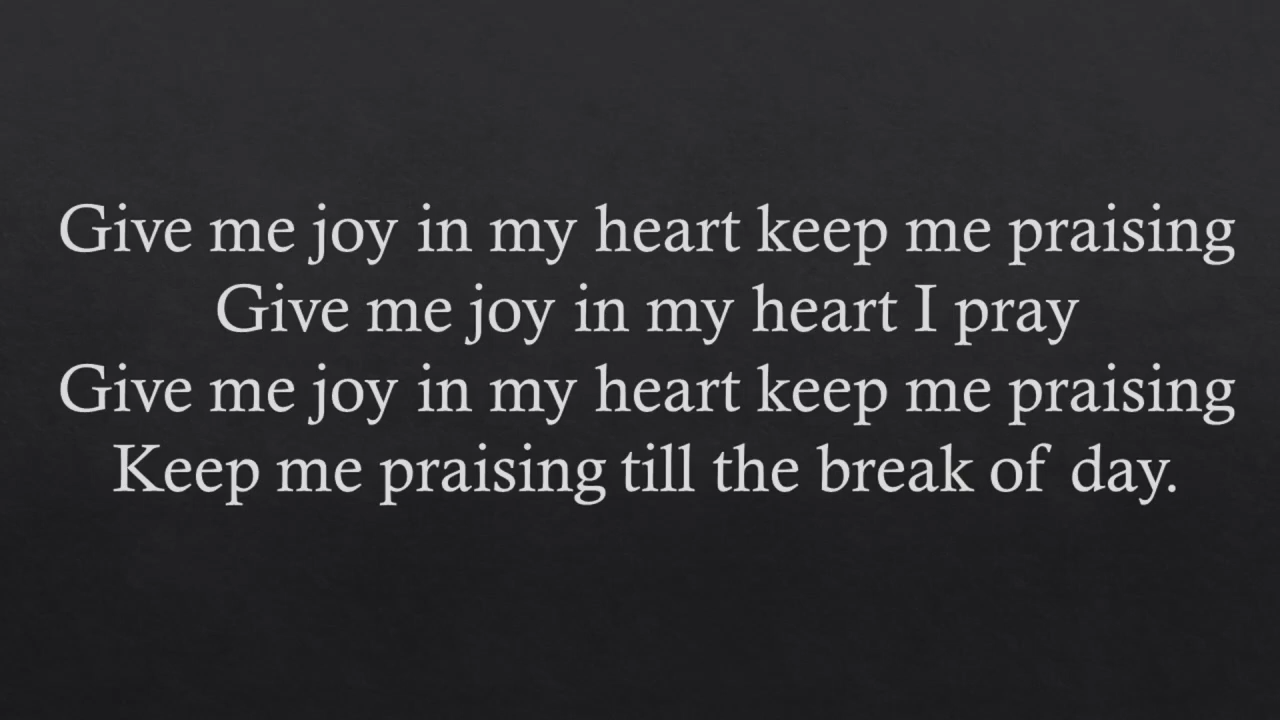 Give me joy in my heart keep me praising
Give me joy in my heart I pray
Give me joy in my heart keep me praising
Keep me praising till the break of day.